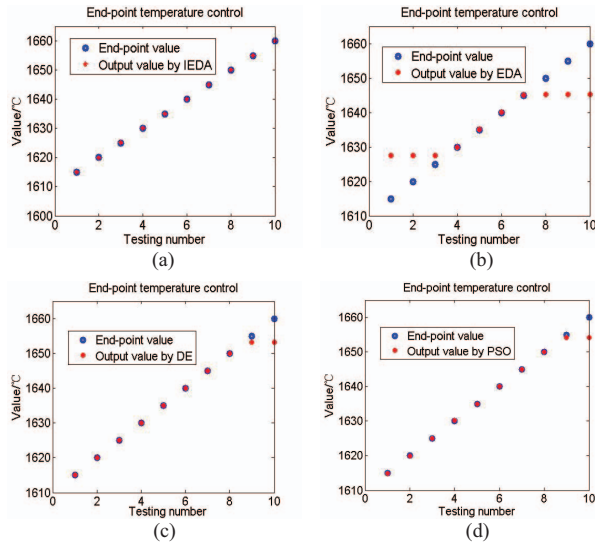 End-point temperature control
1660
1650
1640
1630
1620
1610
1600
Value/℃
End-point value
Output value by IEDA
0 2 4 6 8 10
Testing number
(a)
End-point temperature control
1660
1650
1640
1630
1620
1610
Value/℃
End-point value
Output value by EDA
0 2 4 6 8 10
Testing number
(b)
End-point temperature control
1660
1650
1640
1630
1620
1610
Value/℃
End-point value
Output value by DE
0 2 4 6 8 10
Testing number
(c)
End-point temperature control
1660
1650
1640
1630
1620
1610
Value/℃
End-point value
Output value by PSO
0 2 4 6 8 10
Testing number
(d)